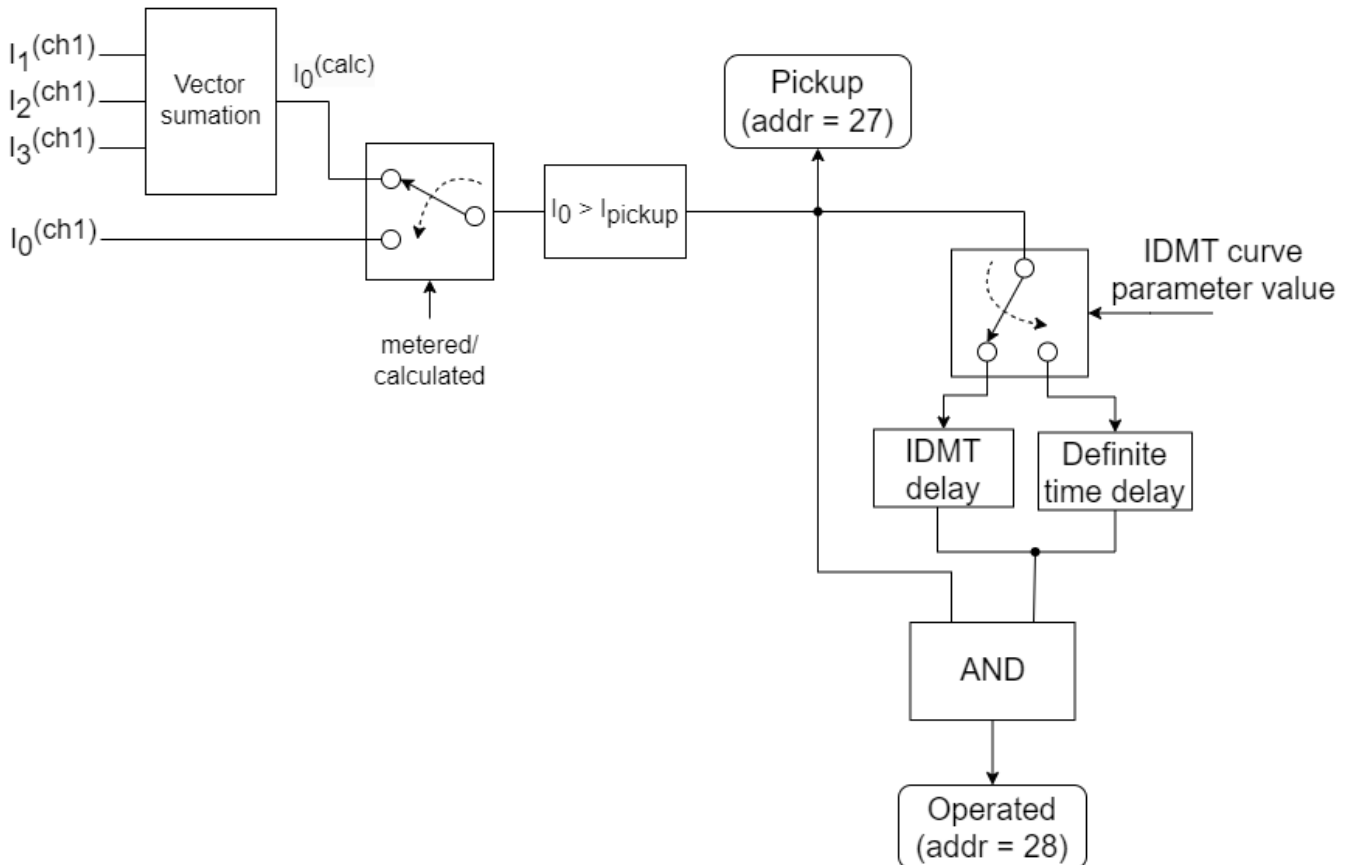 I1(ch1)
I2(ch1)
I3(ch1)
Vector
sumation
I0(calc)
I0(ch1)
metered/
calculated
I0 > Ipickup
Pickup
(addr = 27)
IDMT curve
parameter value
IDMT
delay
Definite
time delay
AND
Operated
(addr = 28)